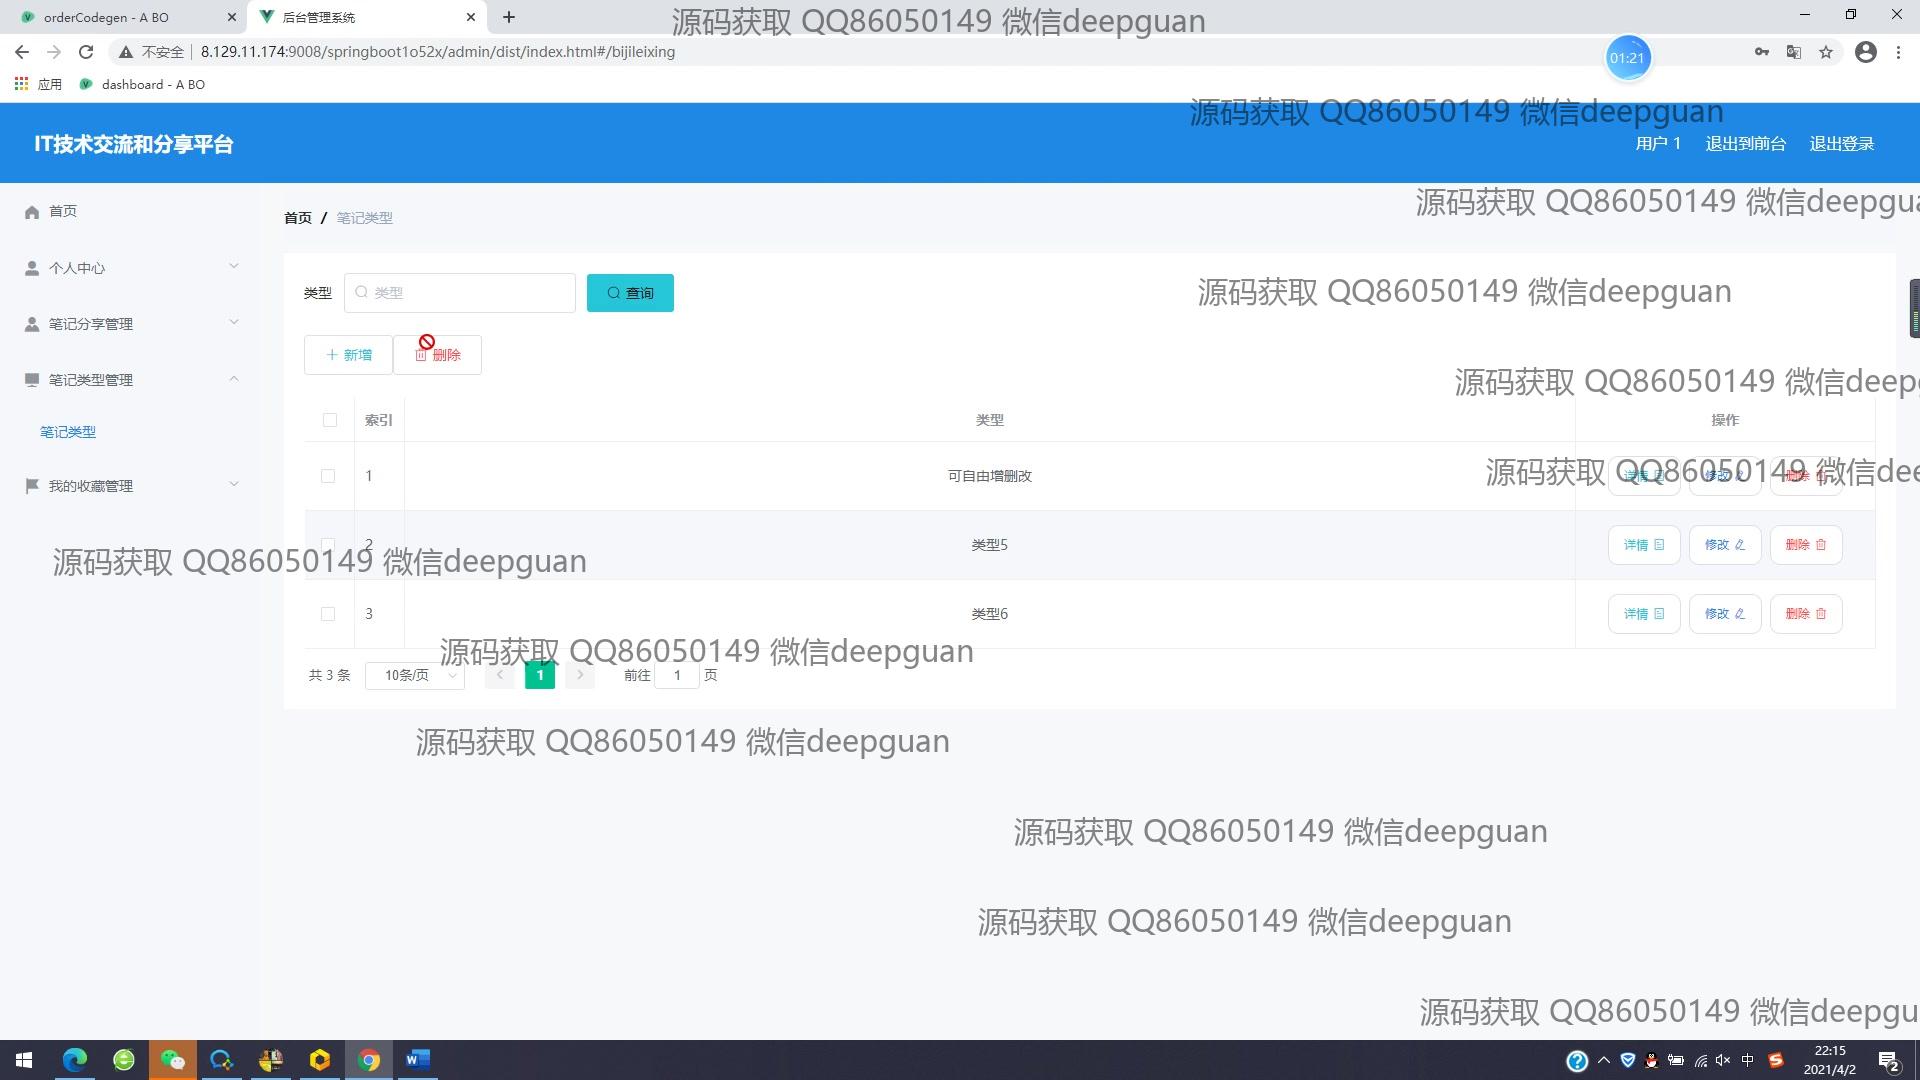 orderCodegen - A BO
后台管理系统
源码获取 QQ86050149 微信deepguan
不安全
8.129.11.174:9008/springboot1o52x/admin/dist/index.html#/bijileixing
01:21
应用
dashboard - A BO
源码获取 QQ86050149 微信deepguan
IT技术交流和分享平台
用户 1
退出到前台
退出登录
源码获取 QQ86050149 微信deepgua
首页
首页 / 笔记类型
个人中心
类型
类型
查询
源码获取 QQ86050149 微信deepguan
笔记分享管理
新增
删除
笔记类型管理
源码获取 QQ86050149 微信deep
索引
类型
操作
笔记类型
1
可自由增删改
详情
修改
删除
源码获取 QQ86050149 微信dee
我的收藏管理
2
类型5
详情
修改
删除
源码获取 QQ86050149 微信deepguan
3
类型6
详情
修改
删除
源码获取 QQ86050149 微信deepguan
共 3 条
10条/页
1
前往
1
页
源码获取 QQ86050149 微信deepguan
源码获取 QQ86050149 微信deepguan
源码获取 QQ86050149 微信deepguan
源码获取 QQ86050149 微信deepgu
中
22:15
2021/4/2
2